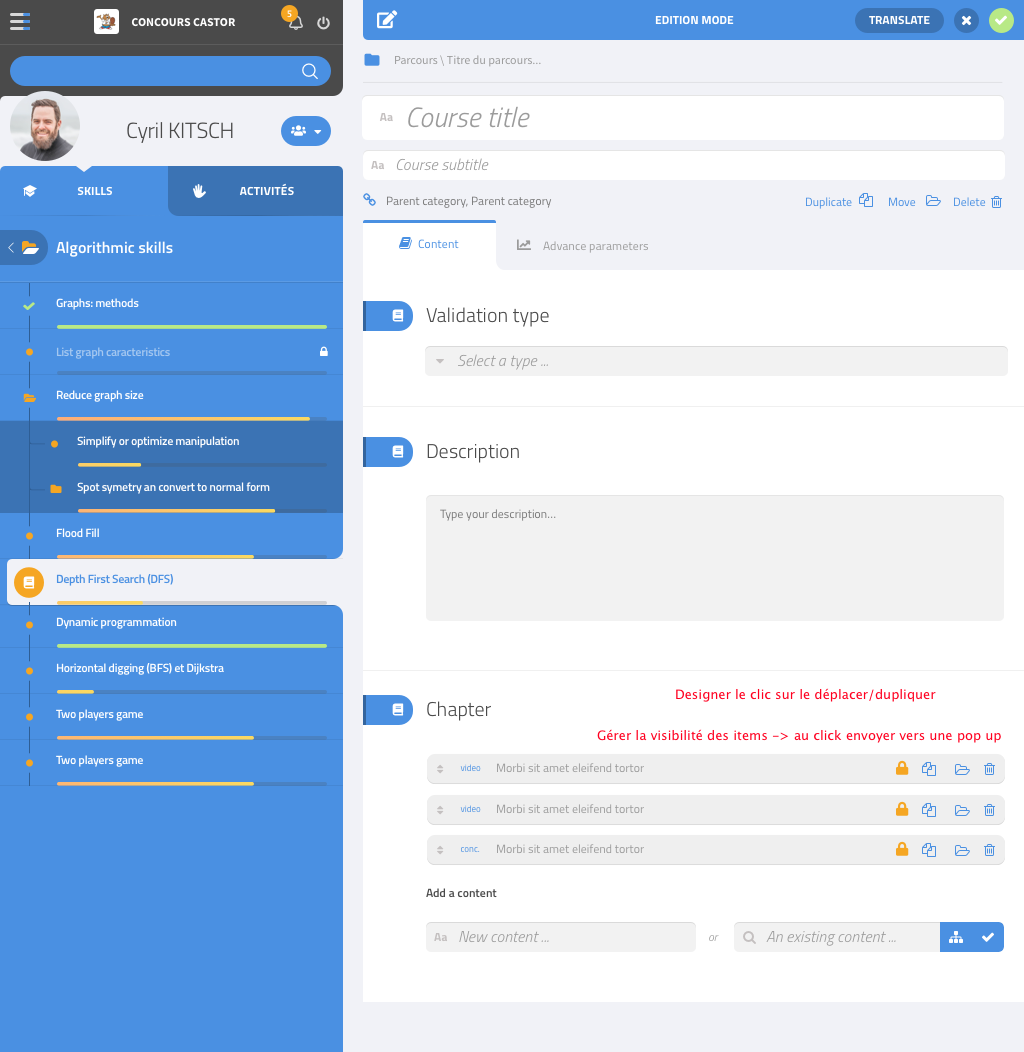 CONCOURS CASTOR
5
Cyril KITSCH
SKILLS
ACTIVITÉS
Algorithmic skills
Graphs: methods
List graph caracteristics
Reduce graph size
Simplify or optimize manipulation
Spot symetry an convert to normal form
Flood Fill
Depth First Search (DFS)
Dynamic programmation
Horizontal digging (BFS) et Dijkstra
Two players game
Two players game
EDITION MODE
TRANSLATE
Parcours \ Titre du parcours...
Aa Course title
Aa Course subtitle
Parent category, Parent category
Duplicate Move Delete
Content
Advance parameters
Validation type
Select a type ...
Description
Type your description...
Designer le clic sur le déplacer/dupliquer
Chapter
Gérer la visibilité des items -> au click envoyer vers une pop up
video Morbi sit amet eleifend tortor
video Morbi sit amet eleifend tortor
conc. Morbi sit amet eleifend tortor
Add a content
Aa New content ... or An existing content ...